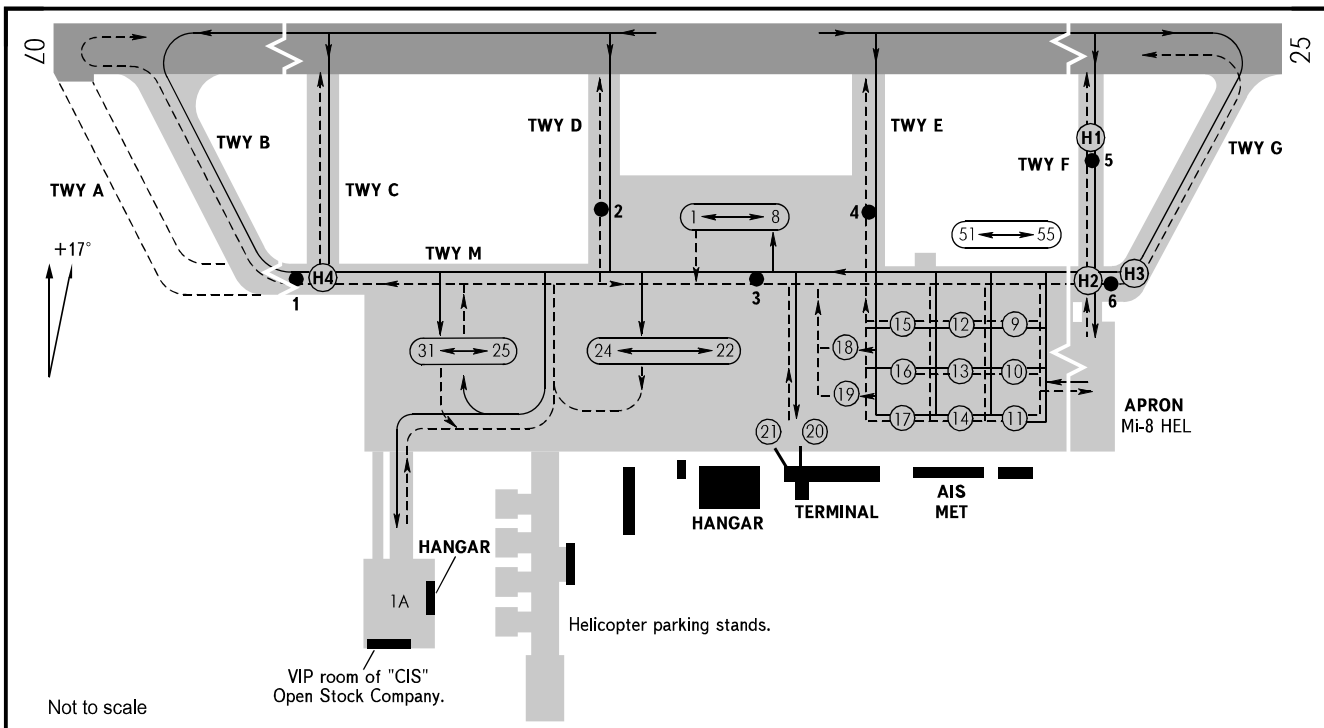 07
25
TWY A
TWY B
TWY C
TWY D
TWY E
TWY F
TWY G
H1
5
2
1 8
4
51 55
+17°
TWY M
H4
1
3
H2
H3
6
31 25
24 22
15 12 9
18
16 13 10
19
17 14 11
21 20
APRON
Mi-8 HEL
HANGAR
TERMINAL
AIS
MET
HANGAR
1A
Helicopter parking stands.
VIP room of "CIS"
Open Stock Company.
Not to scale